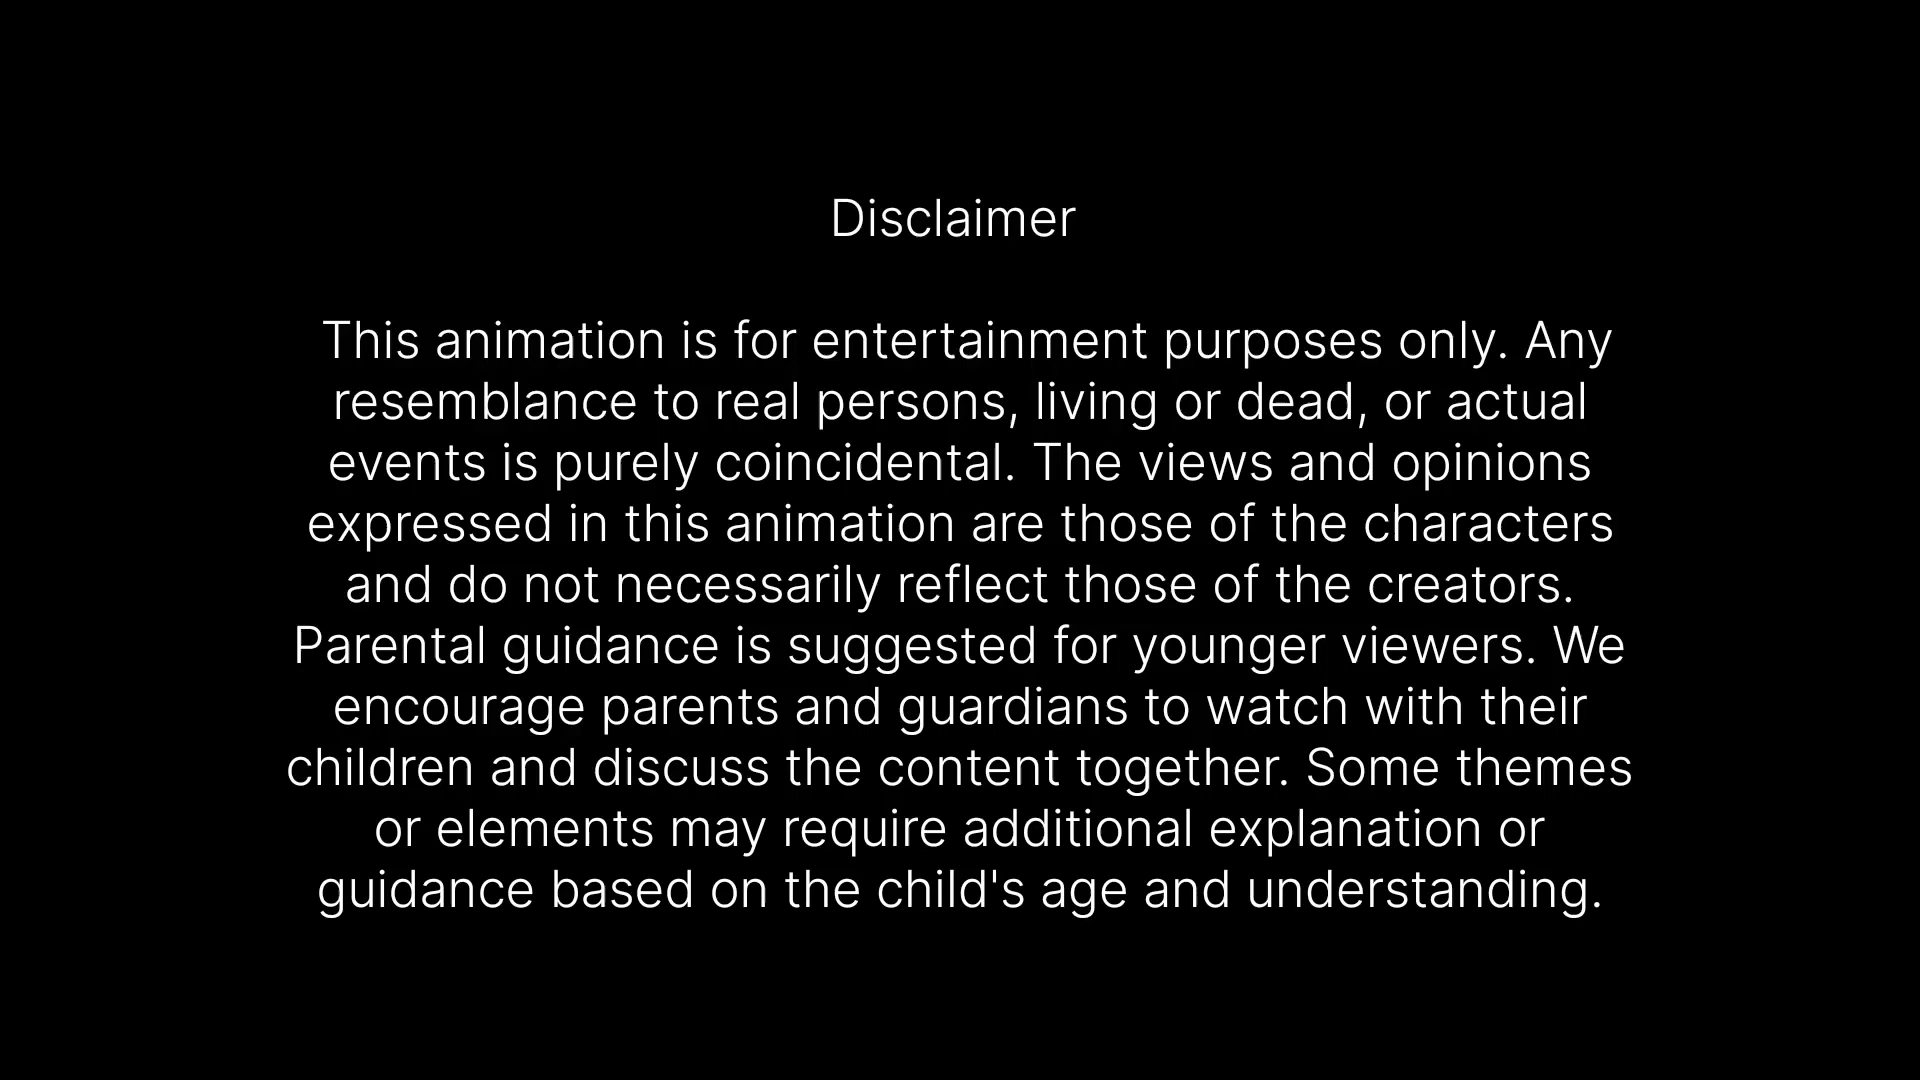 Disclaimer
This animation is for entertainment purposes only. Any
resemblance to real persons, living or dead, or actual
events is purely coincidental. The views and opinions
expressed in this animation are those of the characters
and do not necessarily reflect those of the creators.
Parental guidance is suggested for younger viewers. We
encourage parents and guardians to watch with their
children and discuss the content together. Some themes
or elements may require additional explanation or
guidance based on the child's age and understanding.